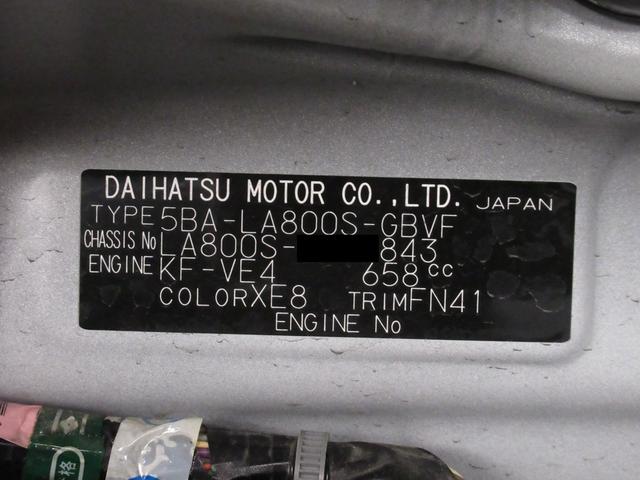 DAIHATSU MOTOR CO.,LTD. JAPAN
TYPE 5BA-LA800S-GBVF
CHASSIS No LA800S- 843
ENGINE KF-VE4 658cc
COLOR XE8 TRIM FN41
ENGINE No
格